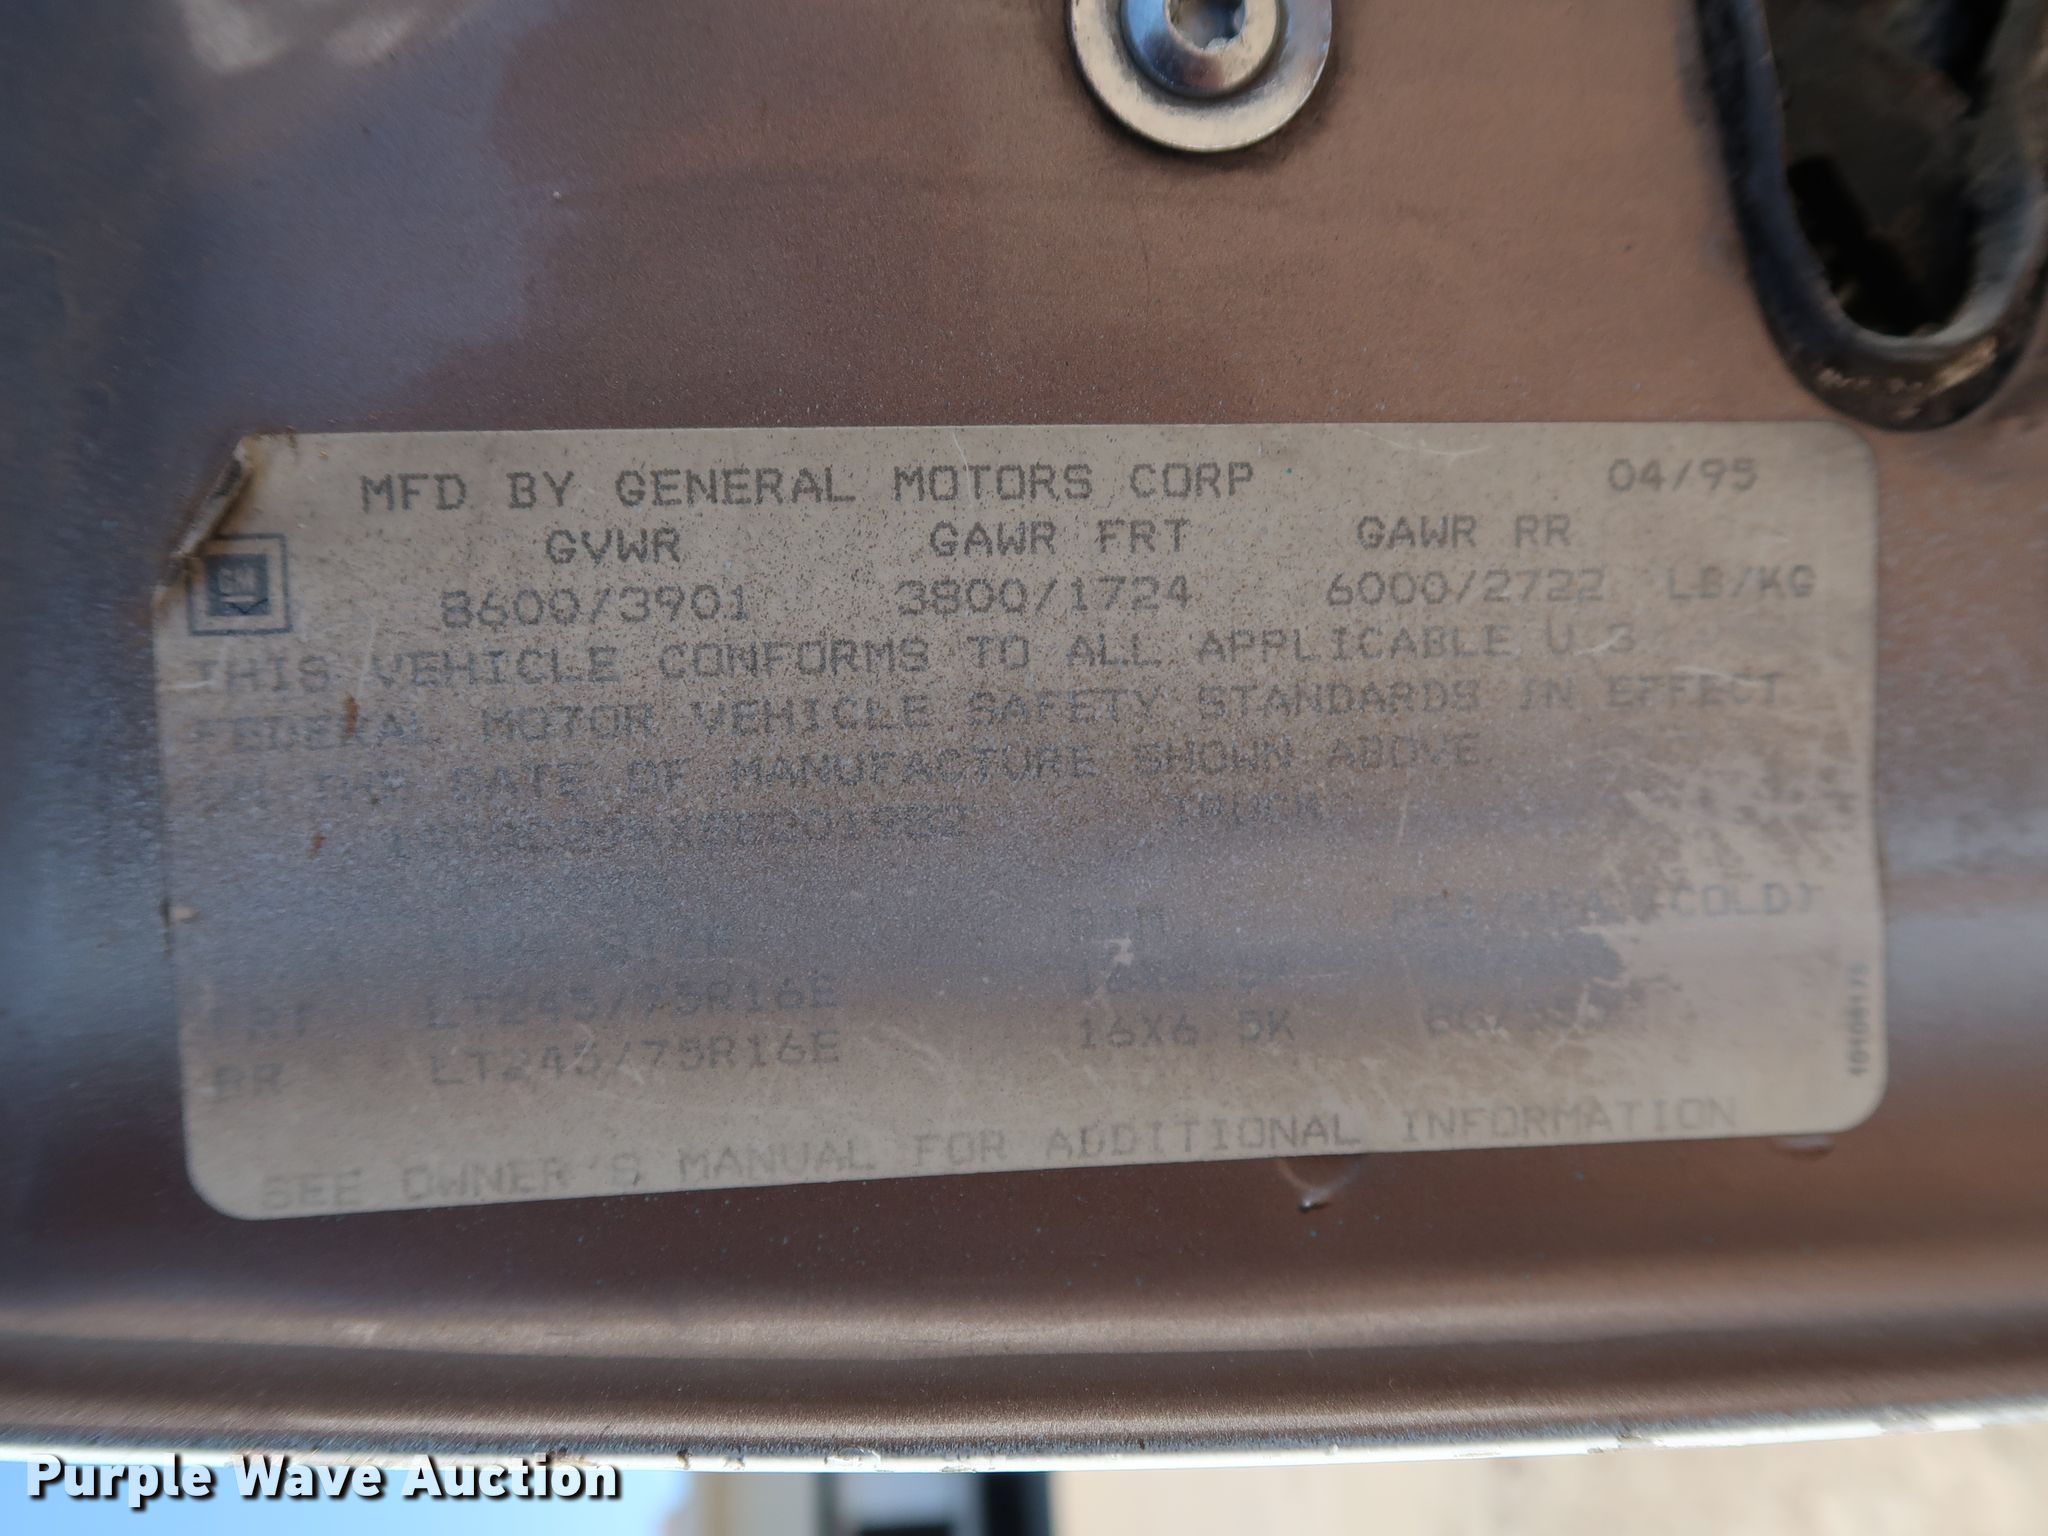 MFD BY GENERAL MOTORS CORP 04/95
GVWR GAWR FRT GAWR RR
GM 8600/3901 3800/1724 6000/2722 LB/KG
THIS VEHICLE CONFORMS TO ALL APPLICABLE U.S.
FEDERAL MOTOR VEHICLE SAFETY STANDARDS IN EFFECT
ON THE DATE OF MANUFACTURE SHOWN ABOVE.
TRUCK
RIM (COLD)
FRT LT245/75R16E
RR LT245/75R16E 16X6.5K
SEE OWNER'S MANUAL FOR ADDITIONAL INFORMATION
Purple Wave Auction